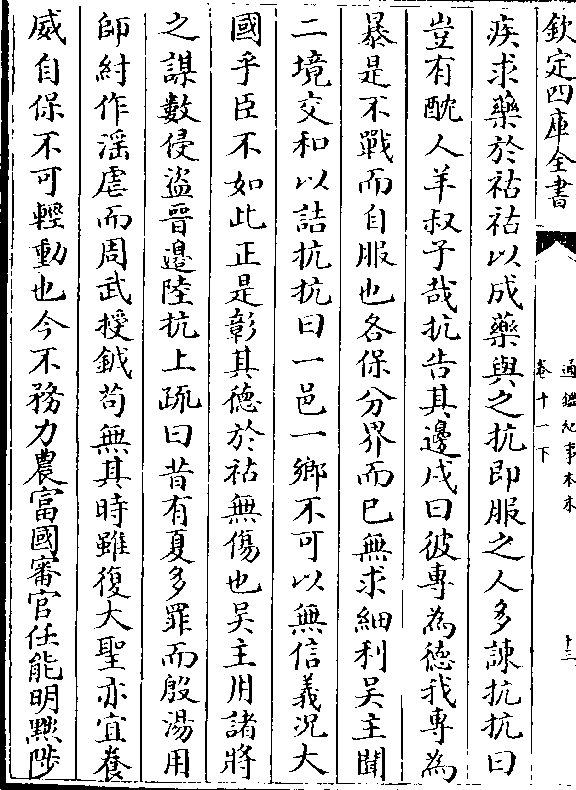 欽定四庫全書
通鑑紀事本末
卷十一下
十三
疾求藥於祜祜以成藥與之抗即服之人多諫抗抗曰
豈有酖人羊叔子哉抗告其邊戍曰彼專為德我專為
暴是不戰而自服也各保分界而已無求細利吳主聞
二境交和以詰抗抗曰一邑一鄉不可以無信義況大
國乎臣不如此正是彰其德於祜無傷也吳主用諸將
之謀數侵盜晉邊陸抗上疏曰昔有夏多罪而殷湯用
師紂作淫虐而周武授鉞苟無其時雖復大聖亦宜養
威自保不可輕動也今不務力農富國審官任能明黜陟